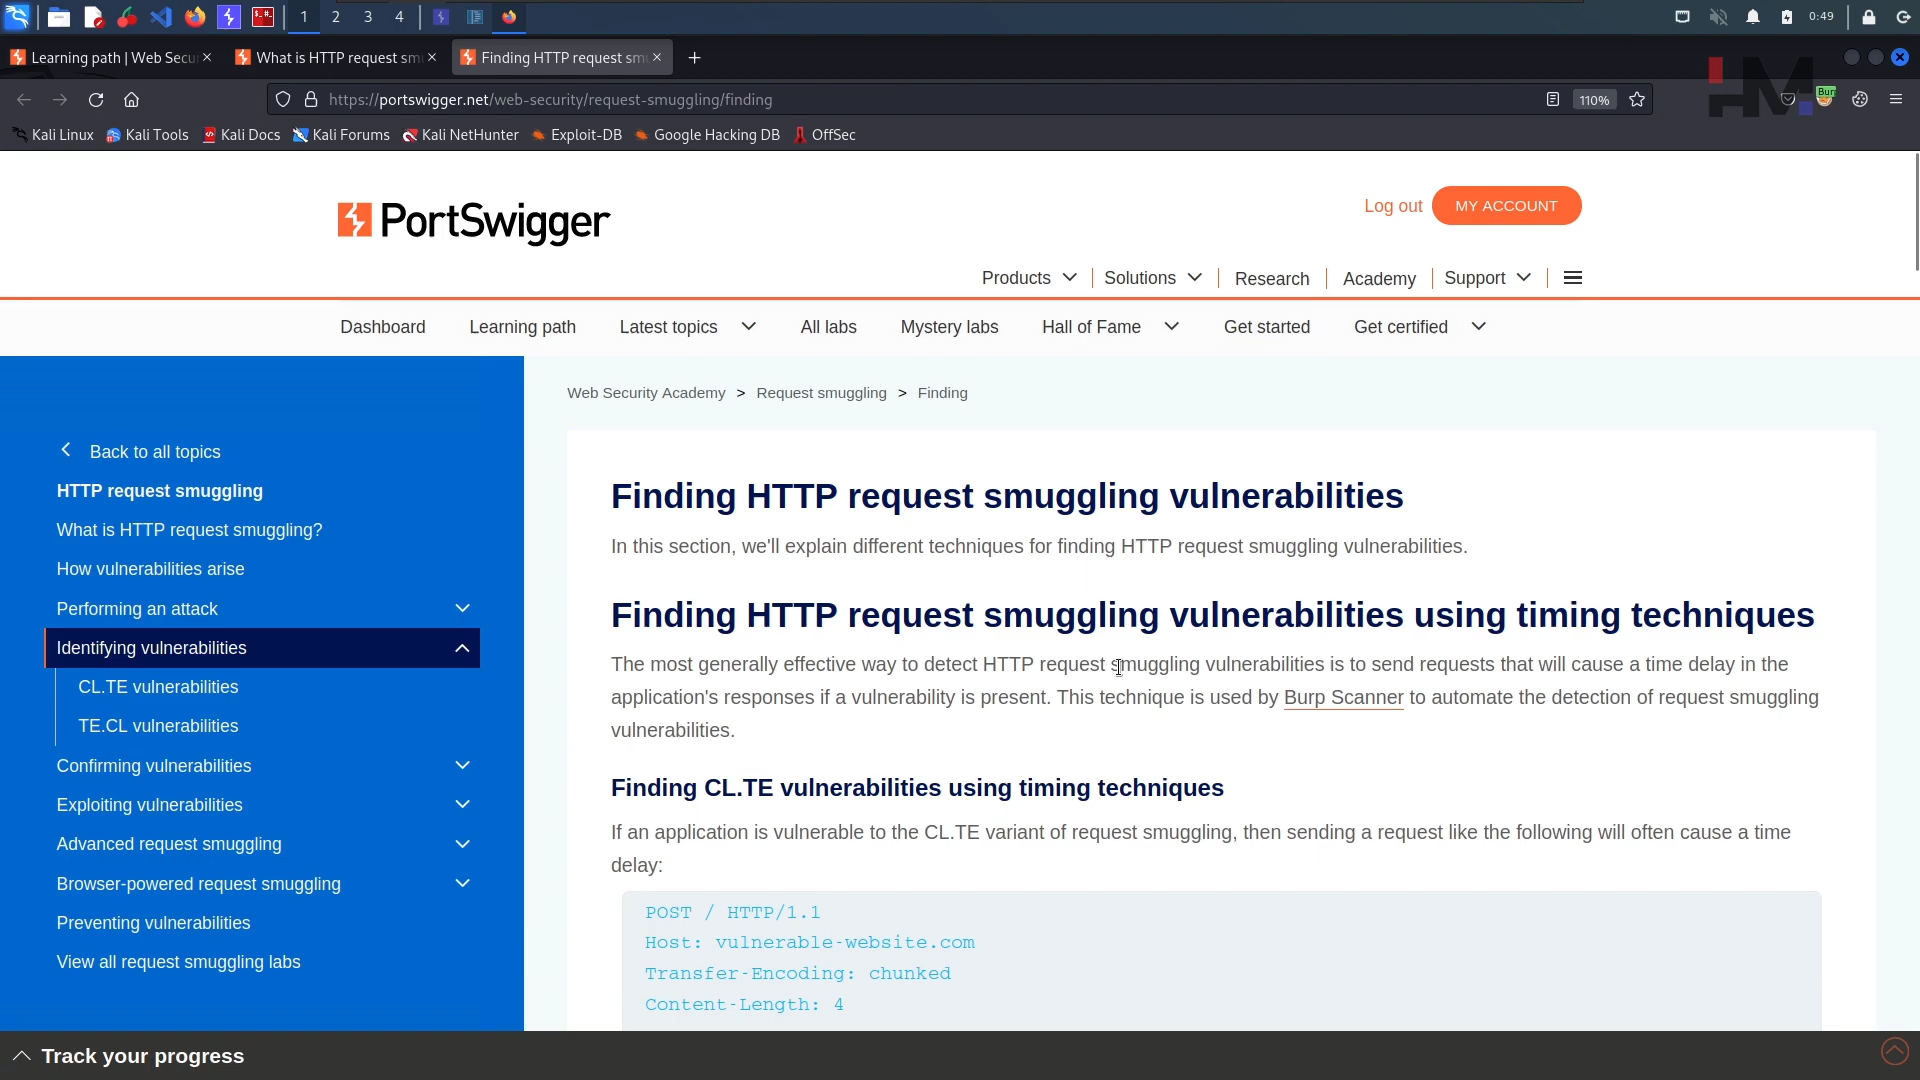 1 2 3 4
0:49
Learning path | Web Secu
What is HTTP request sm
Finding HTTP request sm
https://portswigger.net/web-security/request-smuggling/finding
110%
HM
Kali Linux
Kali Tools
Kali Docs
Kali Forums
Kali NetHunter
Exploit-DB
Google Hacking DB
OffSec
PortSwigger
Log out
MY ACCOUNT
Products
Solutions
Research
Academy
Support
Dashboard
Learning path
Latest topics
All labs
Mystery labs
Hall of Fame
Get started
Get certified
Back to all topics
HTTP request smuggling
What is HTTP request smuggling?
How vulnerabilities arise
Performing an attack
Identifying vulnerabilities
CL.TE vulnerabilities
TE.CL vulnerabilities
Confirming vulnerabilities
Exploiting vulnerabilities
Advanced request smuggling
Browser-powered request smuggling
Preventing vulnerabilities
View all request smuggling labs
Web Security Academy > Request smuggling > Finding
Finding HTTP request smuggling vulnerabilities
In this section, we'll explain different techniques for finding HTTP request smuggling vulnerabilities.
Finding HTTP request smuggling vulnerabilities using timing techniques
The most generally effective way to detect HTTP request smuggling vulnerabilities is to send requests that will cause a time delay in the
application's responses if a vulnerability is present. This technique is used by Burp Scanner to automate the detection of request smuggling
vulnerabilities.
Finding CL.TE vulnerabilities using timing techniques
If an application is vulnerable to the CL.TE variant of request smuggling, then sending a request like the following will often cause a time
delay:
POST / HTTP/1.1
Host: vulnerable-website.com
Transfer-Encoding: chunked
Content-Length: 4
Track your progress